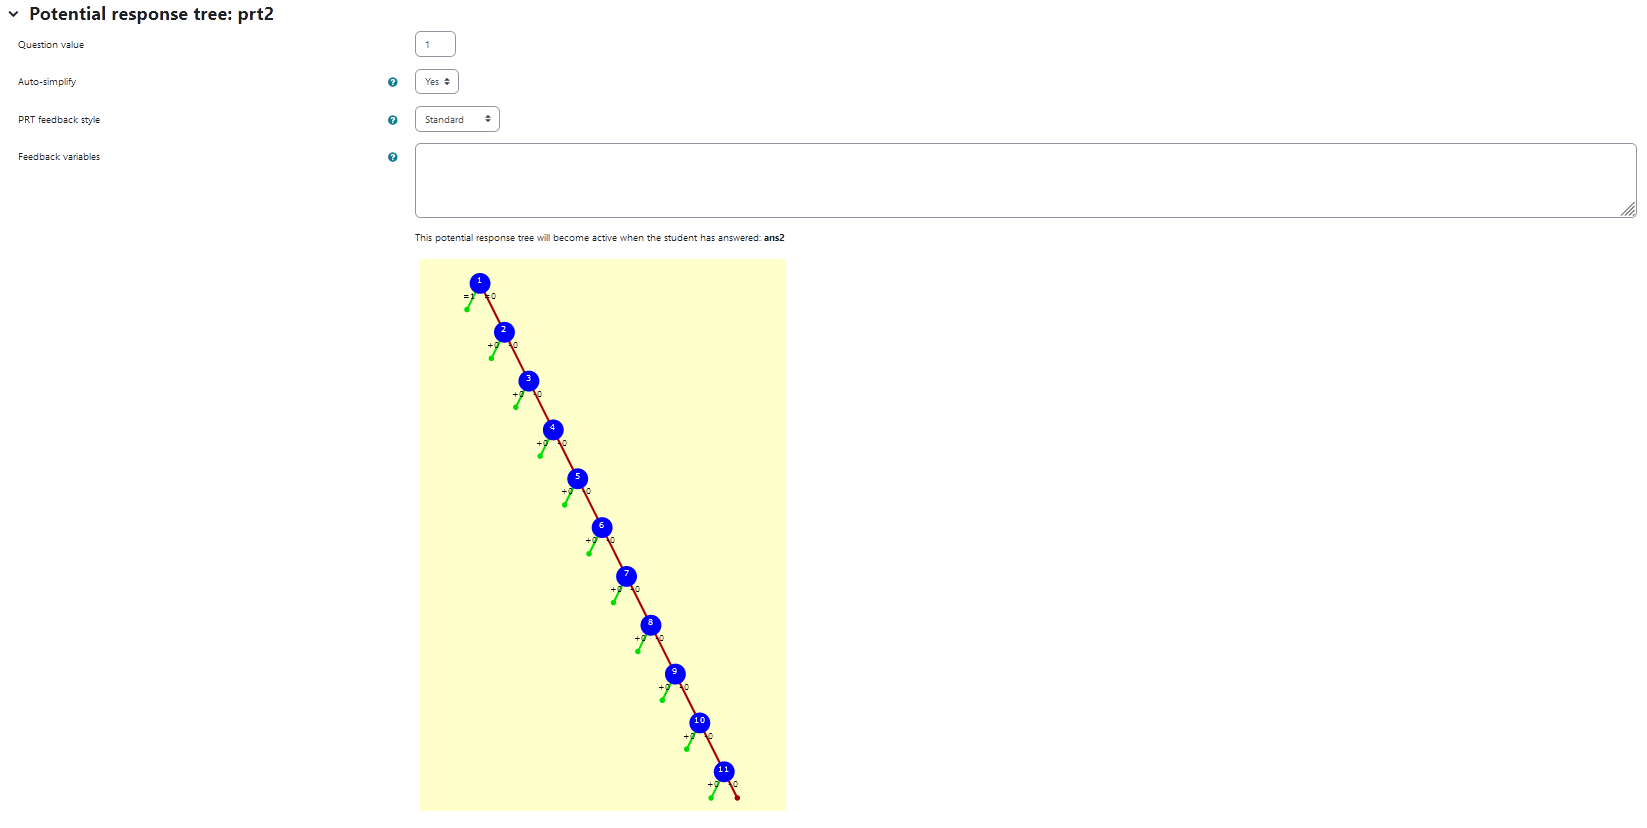 Potential response tree: prt2
Question value
1
Auto-simplify
Yes
PRT feedback style
Standard
Feedback variables
This potential response tree will become active when the student has answered: ans2
1
=1 =0
2
+0 -0
3
+0 -0
4
+0 -0
5
+0 -0
6
+0 -0
7
+0 -0
8
+0 -0
9
+0 -0
10
+0 -0
11
+0 -0